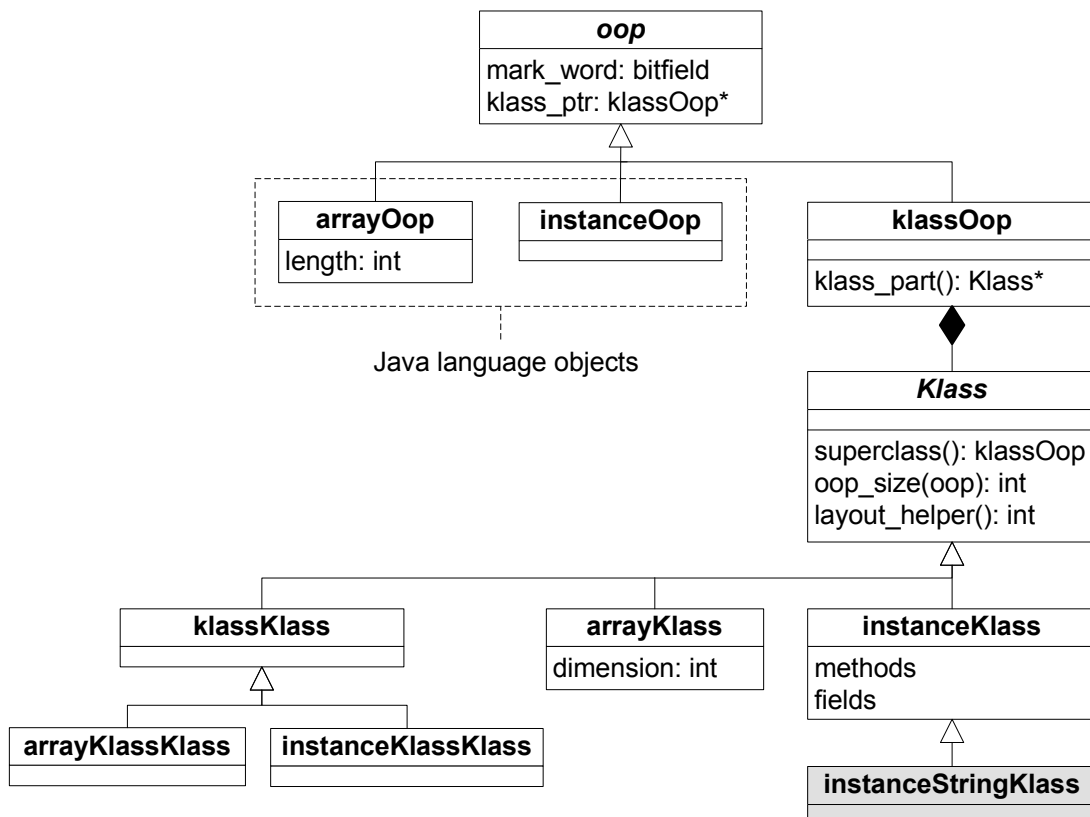 oop
mark_word: bitfield
klass_ptr: klassOop*
arrayOop
length: int
instanceOop
klassOop
klass_part(): Klass*
Java language objects
Klass
superclass(): klassOop
oop_size(oop): int
layout_helper(): int
klassKlass
arrayKlass
dimension: int
instanceKlass
methods
fields
arrayKlassKlass
instanceKlassKlass
instanceStringKlass